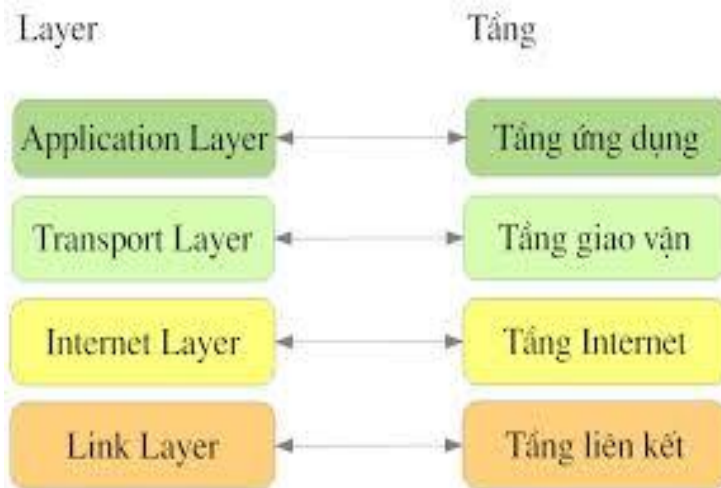 Layer Tầng
Application Layer Tầng ứng dụng
Transport Layer Tầng giao vận
Internet Layer Tầng Internet
Link Layer Tầng liên kết